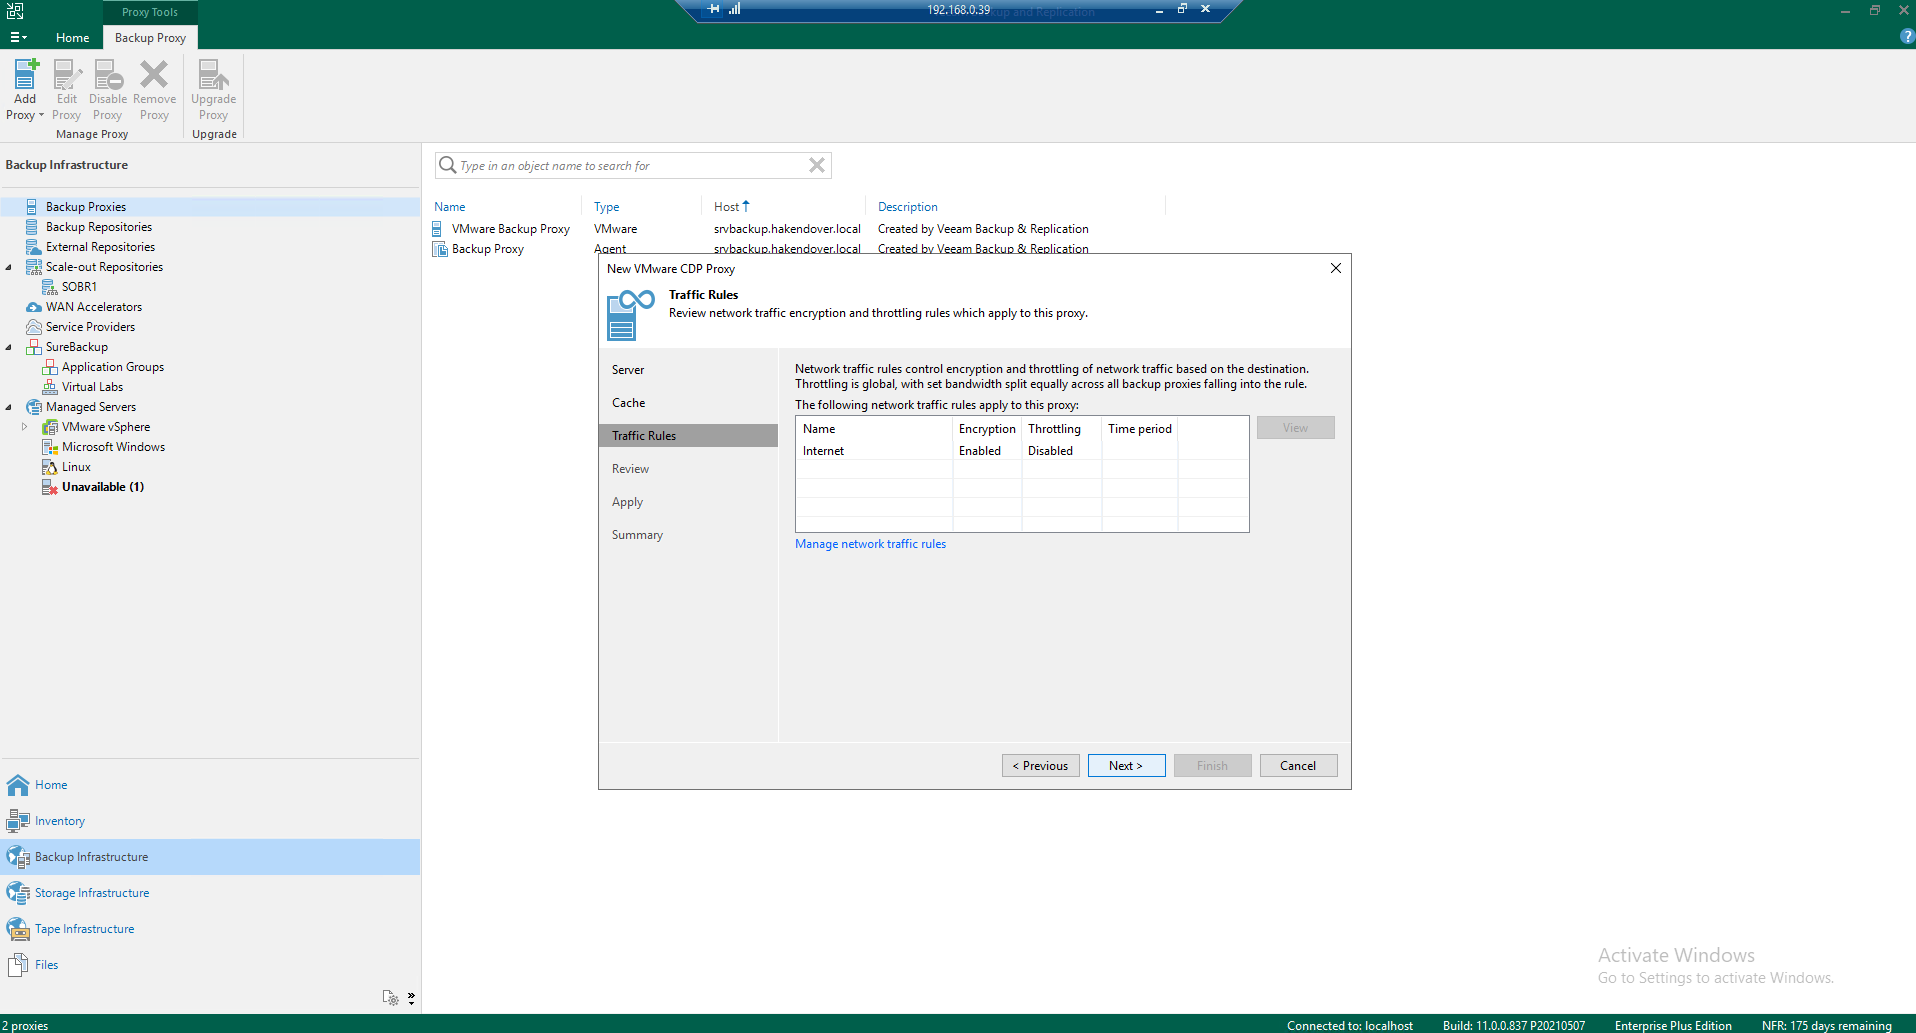 Proxy Tools
192.168.0.39
Backup and Replication
Home
Backup Proxy
Add Proxy
Edit Proxy
Disable Proxy
Remove Proxy
Upgrade Proxy
Manage Proxy
Upgrade
Backup Infrastructure
Type in an object name to search for
Backup Proxies
Backup Repositories
External Repositories
Scale-out Repositories
SOBR1
WAN Accelerators
Service Providers
SureBackup
Application Groups
Virtual Labs
Managed Servers
VMware vSphere
Microsoft Windows
Linux
Unavailable (1)
Name Type Host Description
VMware Backup Proxy VMware srvbackup.hakendover.local Created by Veeam Backup & Replication
Backup Proxy Agent srvbackup.hakendover.local Created by Veeam Backup & Replication
New VMware CDP Proxy
Traffic Rules
Review network traffic encryption and throttling rules which apply to this proxy.
Server
Cache
Traffic Rules
Review
Apply
Summary
Network traffic rules control encryption and throttling of network traffic based on the destination.
Throttling is global, with set bandwidth split equally across all backup proxies falling into the rule.
The following network traffic rules apply to this proxy:
Name Encryption Throttling Time period
Internet Enabled Disabled
View
Manage network traffic rules
< Previous
Next >
Finish
Cancel
Home
Inventory
Backup Infrastructure
Storage Infrastructure
Tape Infrastructure
Files
Activate Windows
Go to Settings to activate Windows.
2 proxies
Connected to: localhost
Build: 11.0.0.837 P20210507
Enterprise Plus Edition
NFR: 175 days remaining